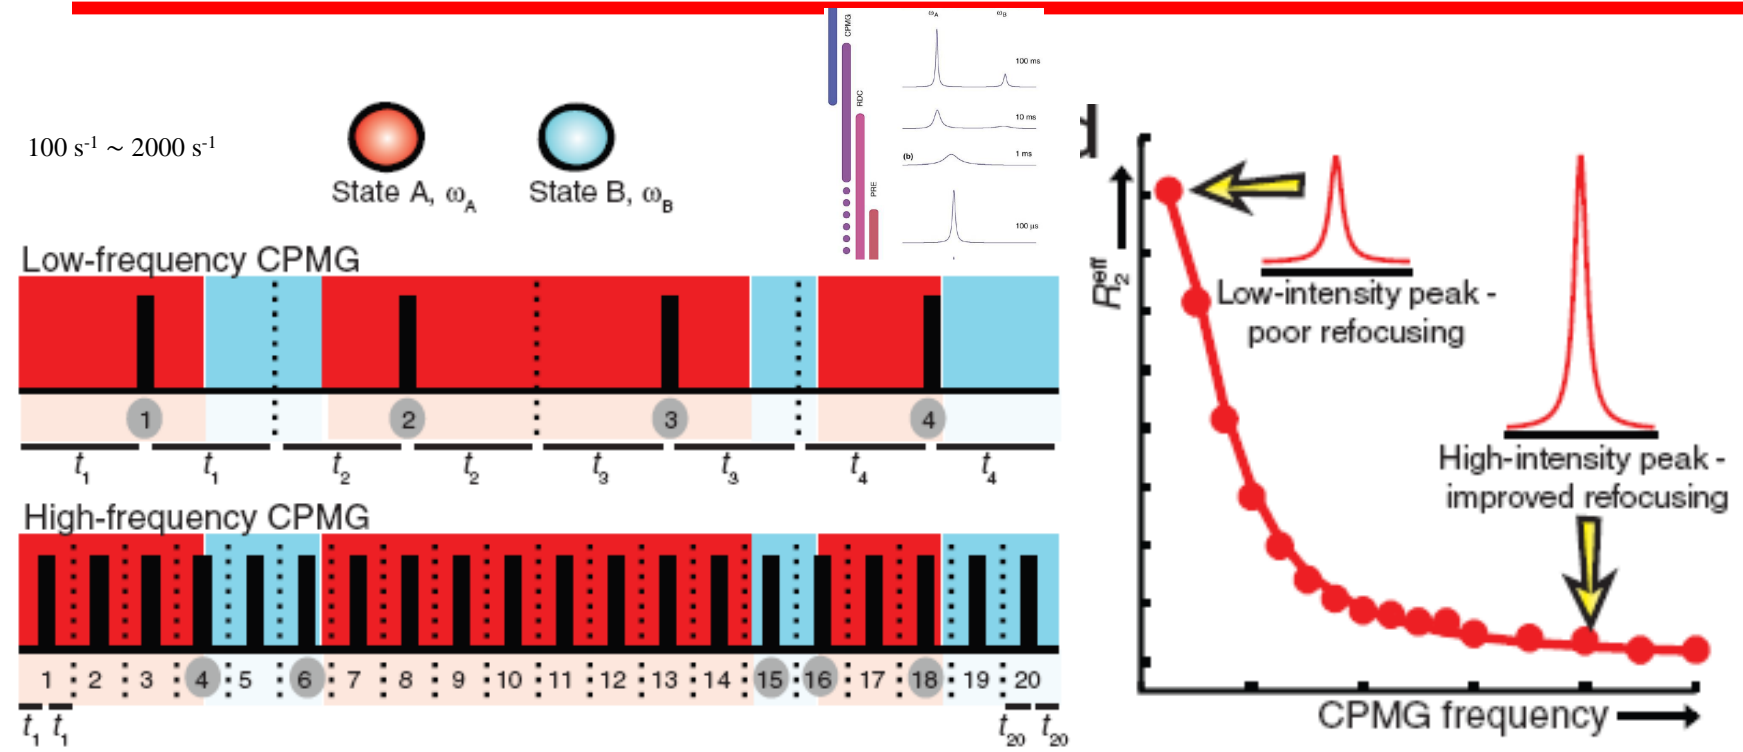 100 s-1 ~ 2000 s-1
State A, ωA
State B, ωB
CPMG
RDC
PRE
ωA
ωB
100 ms
10 ms
(b)
1 ms
100 µs
Low-frequency CPMG
1
2
3
4
t1
t1
t2
t2
t3
t3
t4
t4
High-frequency CPMG
1 2 3 4 5 6 7 8 9 10 11 12 13 14 15 16 17 18 19 20
t1 t1
t20 t20
R2eff
Low-intensity peak -
poor refocusing
High-intensity peak -
improved refocusing
CPMG frequency